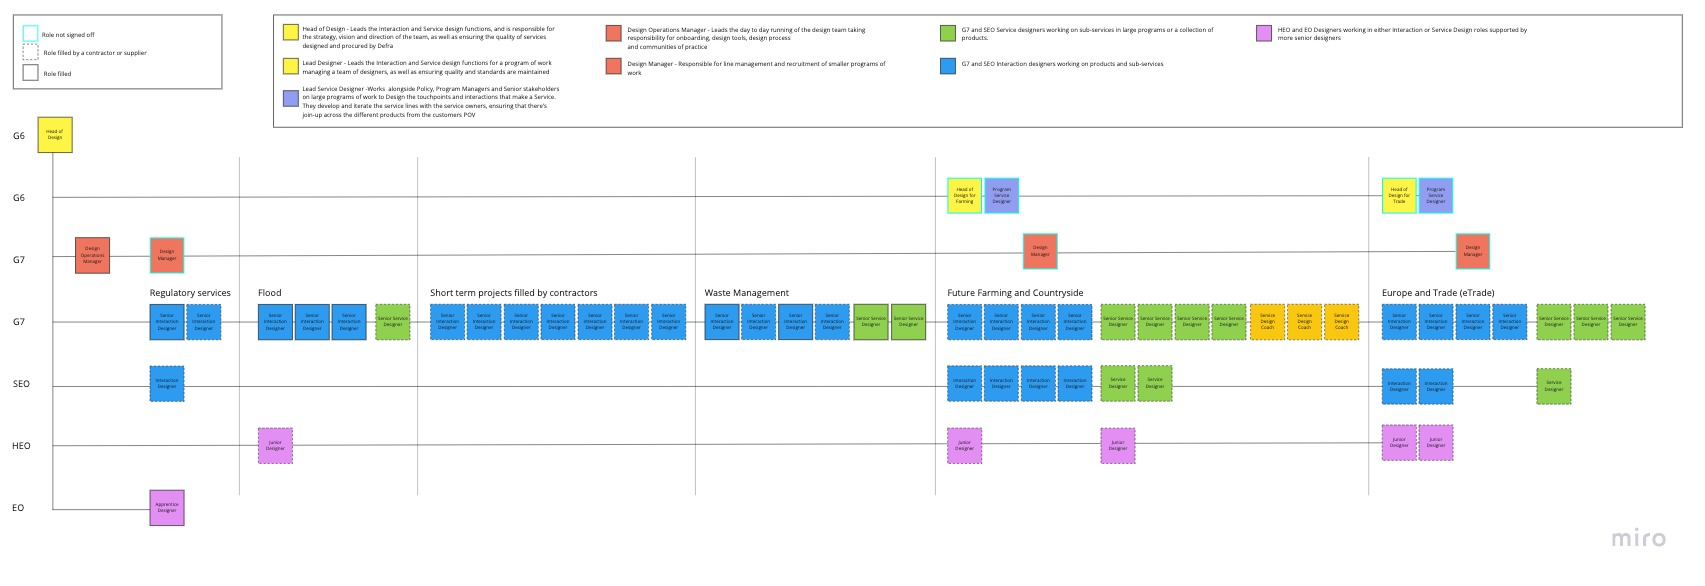 Role not signed off
Role filled by a contractor or supplier
Role filled
Head of Design - Leads the Interaction and Service design functions, and is responsible for
the strategy, vision and direction of the team, as well as ensuring the quality of services
designed and procured by Defra
Lead Designer - Leads the Interaction and Service design functions for a program of work
managing a team of designers, as well as ensuring quality and standards are maintained
Lead Service Designer -Works alongside Policy, Program Managers and Senior stakeholders
on large programs of work to Design the touchpoints and interactions that make a Service.
They develop and iterate the service lines with the service owners, ensuring that there's
join-up across the different products from the customers POV
Design Operations Manager - Leads the day to day running of the design team taking
responsibility for onboarding, design tools, design process
and communities of practice
Design Manager - Responsible for line management and recruitment of smaller programs of
work
G7 and SEO Service designers working on sub-services in large programs or a collection of
products.
G7 and SEO Interaction designers working on products and sub-services
HEO and EO Designers working in either Interaction or Service Design roles supported by
more senior designers
G6
Head of
Design
G6
Head of
Design for
Farming
Program
Service
Designer
Head of
Design for
Trade
Program
Service
Designer
G7
Design
Operations
Manager
Design
Manager
Design
Manager
Design
Manager
Regulatory services
Flood
Short term projects filled by contractors
Waste Management
Future Farming and Countryside
Europe and Trade (eTrade)
G7
Senior
Interaction
Designer
Senior
Interaction
Designer
Senior
Interaction
Designer
Senior
Interaction
Designer
Senior
Interaction
Designer
Senior Service
Designer
Senior
Interaction
Designer
Senior
Interaction
Designer
Senior
Interaction
Designer
Senior
Interaction
Designer
Senior
Interaction
Designer
Senior
Interaction
Designer
Senior
Interaction
Designer
Senior
Interaction
Designer
Senior
Interaction
Designer
Senior
Interaction
Designer
Senior
Interaction
Designer
Senior Service
Designer
Senior Service
Designer
Senior
Interaction
Designer
Senior
Interaction
Designer
Senior
Interaction
Designer
Senior
Interaction
Designer
Senior Service
Designer
Senior Service
Designer
Senior Service
Designer
Senior Service
Designer
Service
Design
Coach
Service
Design
Coach
Service
Design
Coach
Senior
Interaction
Designer
Senior
Interaction
Designer
Senior
Interaction
Designer
Senior
Interaction
Designer
Senior Service
Designer
Senior Service
Designer
Senior Service
Designer
SEO
Interaction
Designer
Interaction
Designer
Interaction
Designer
Interaction
Designer
Interaction
Designer
Service
Designer
Service
Designer
Interaction
Designer
Interaction
Designer
Service
Designer
HEO
Junior
Designer
Junior
Designer
Junior
Designer
Junior
Designer
Junior
Designer
EO
Apprentice
Designer
miro